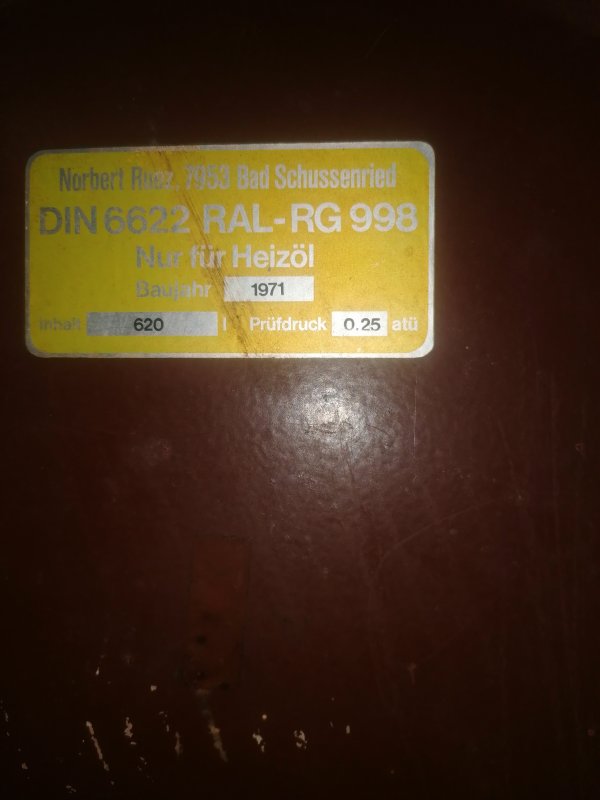 Norbert Ruez, 7953 Bad Schussenried
DIN 6622 RAL-RG 998
Nur für Heizöl
Baujahr 1971
Inhalt 620 l Prüfdruck 0.25 atü